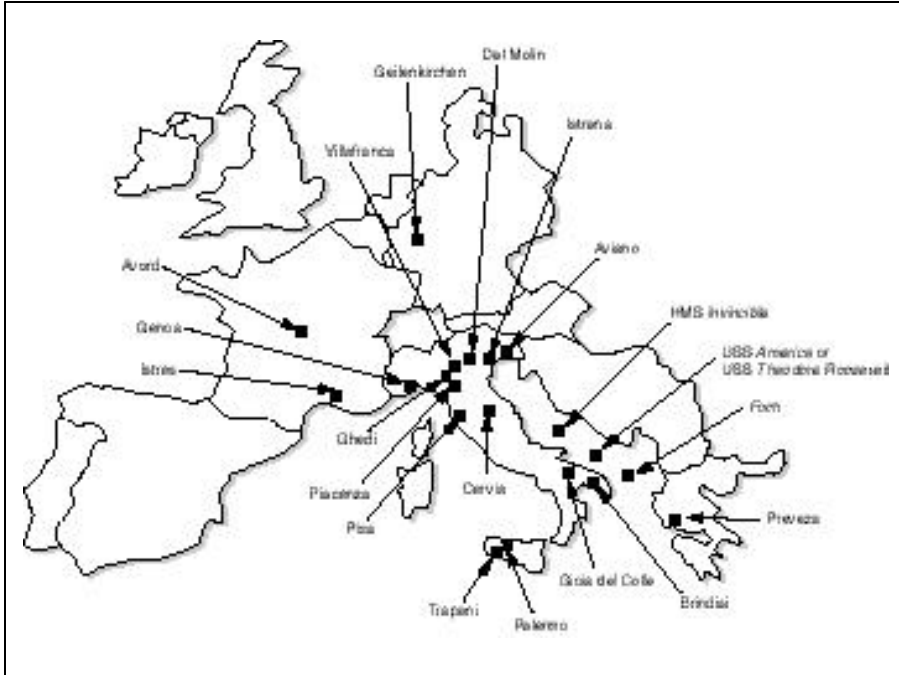 Dal Molin
Geilenkirchen
Istrana
Villafranca
Aviano
Avord
HMS Invincible
Genoa
USS America or
USS Theodore Roosevelt
Istres
Foch
Ghedi
Piacenza
Cervia
Pisa
Preveza
Gioia del Colle
Brindisi
Trapani
Palermo